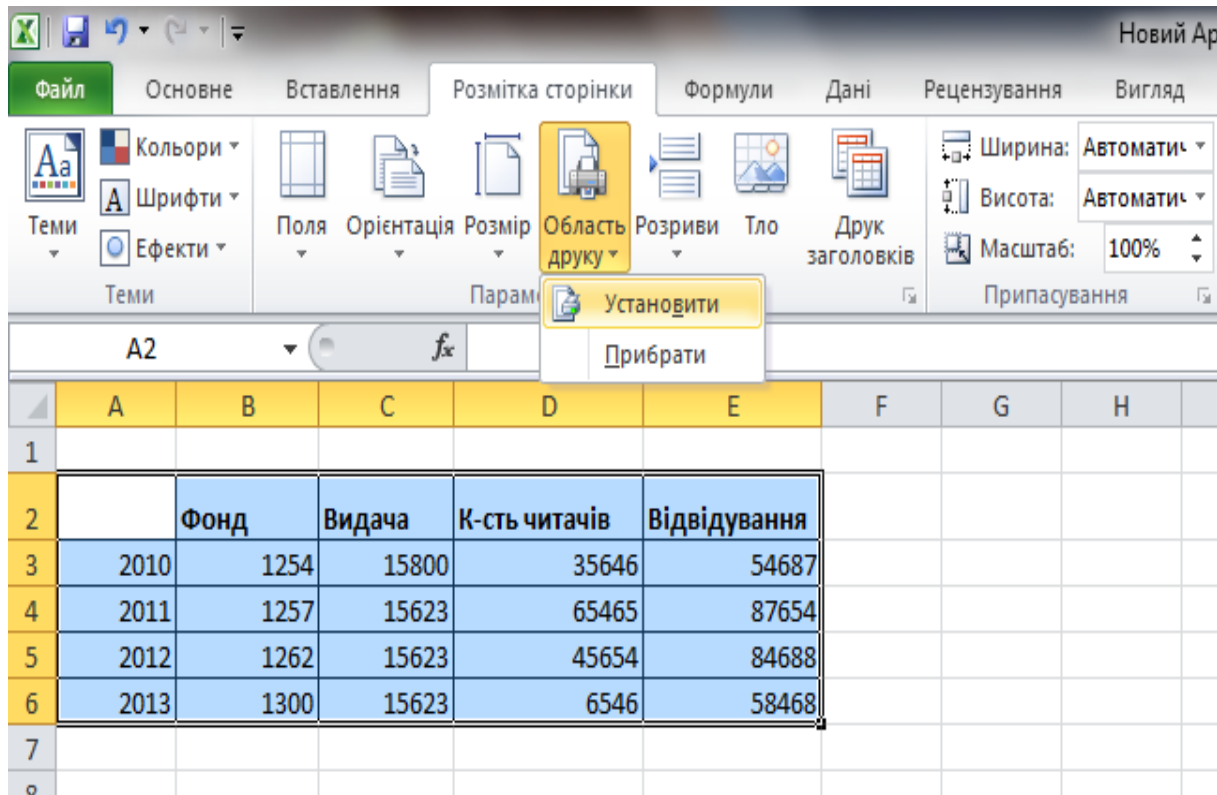 Новий Ар
Файл Основне Вставлення Розмітка сторінки Формули Дані Рецензування Вигляд
Теми
Кольори
Шрифти
Ефекти
Теми
Поля Орієнтація Розмір Область друку Розриви Тло Друк заголовків
Парам
Ширина: Автоматич
Висота: Автоматич
Масштаб: 100%
Припасування
Установити
Прибрати
A2 fx
A B C D E F G H
1
2 Фонд Видача К-сть читачів Відвідування
3 2010 1254 15800 35646 54687
4 2011 1257 15623 65465 87654
5 2012 1262 15623 45654 84688
6 2013 1300 15623 6546 58468
7
8